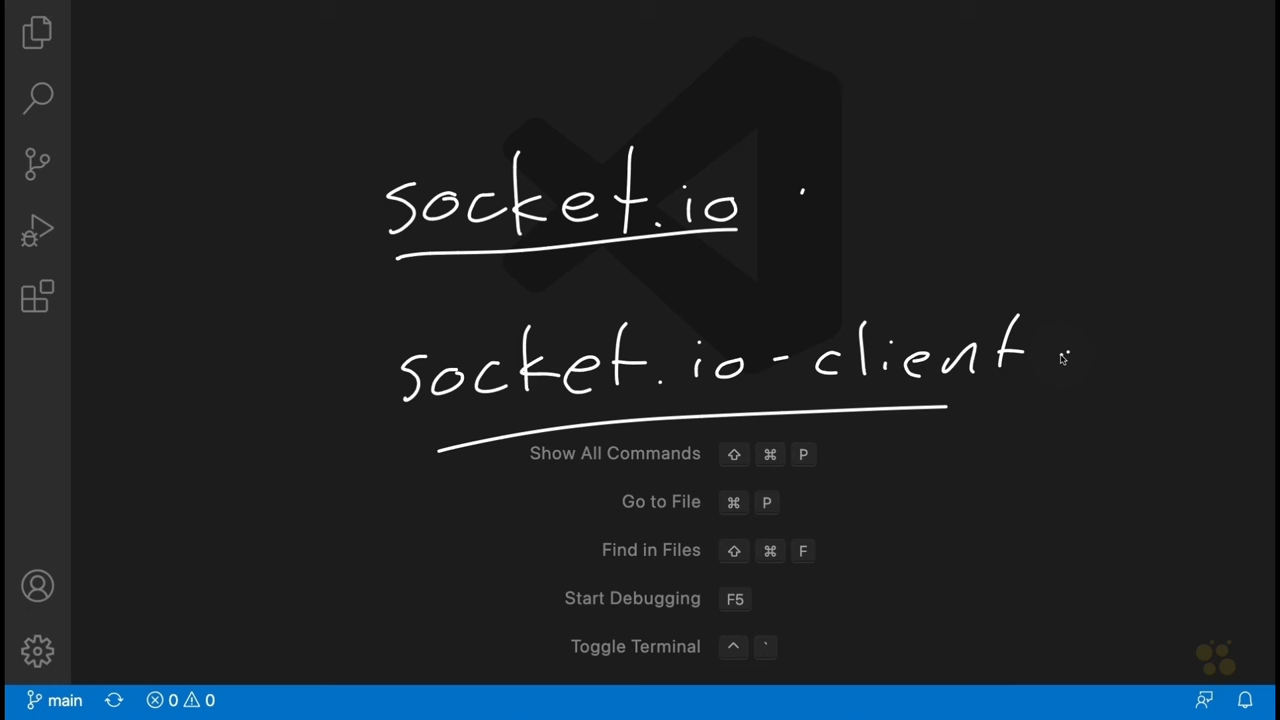 socket.io
socket.io-client
Show All Commands ⇧ ⌘ P
Go to File ⌘ P
Find in Files ⇧ ⌘ F
Start Debugging F5
Toggle Terminal ^ `
main 0 0